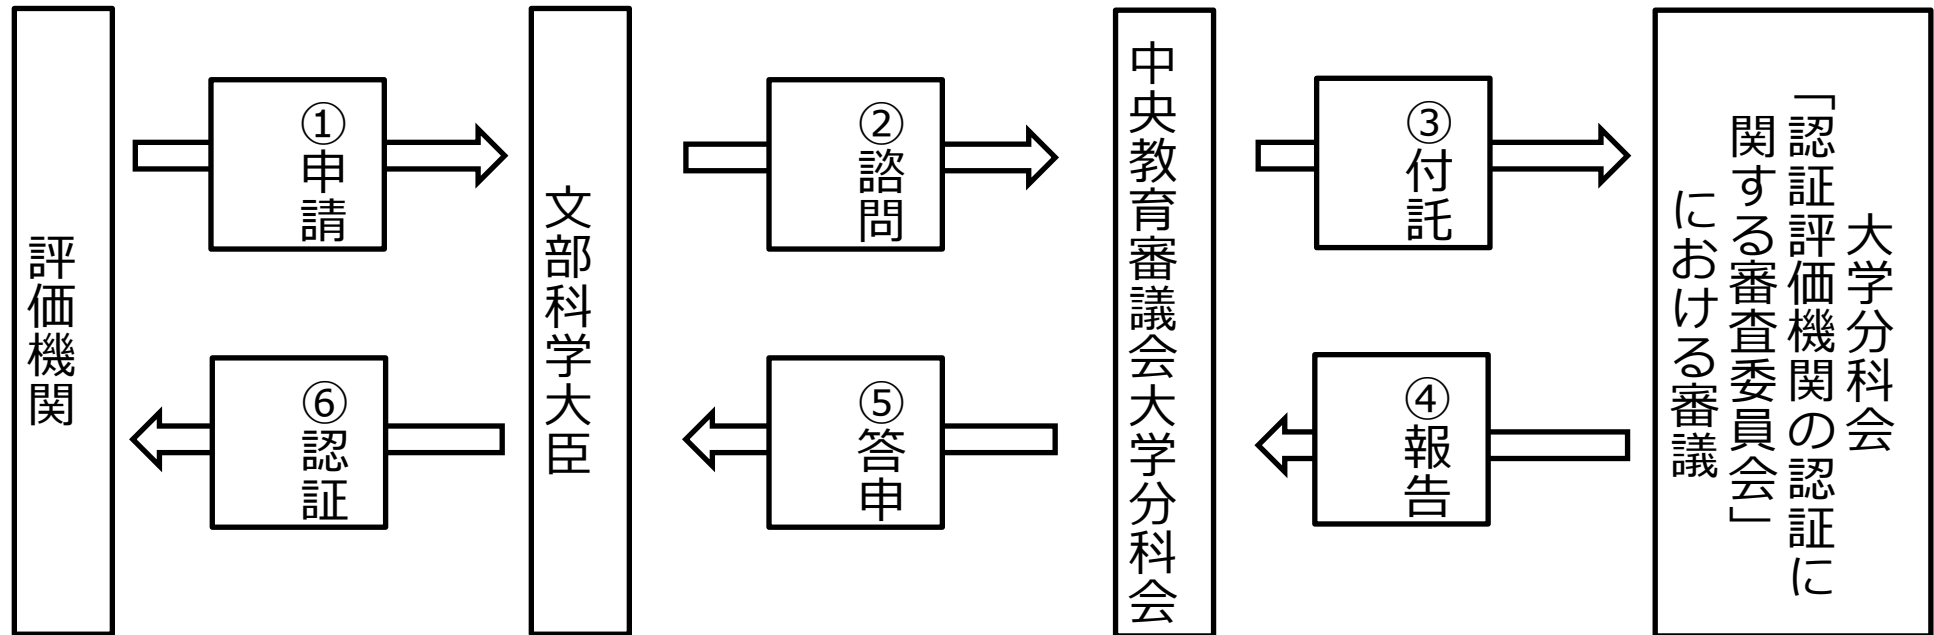 評価機関
①申請
⑥認証
文部科学大臣
②諮問
⑤答申
中央教育審議会大学分科会
③付託
④報告
大学分科会
「認証評価機関の認証に
関する審査委員会」
における審議